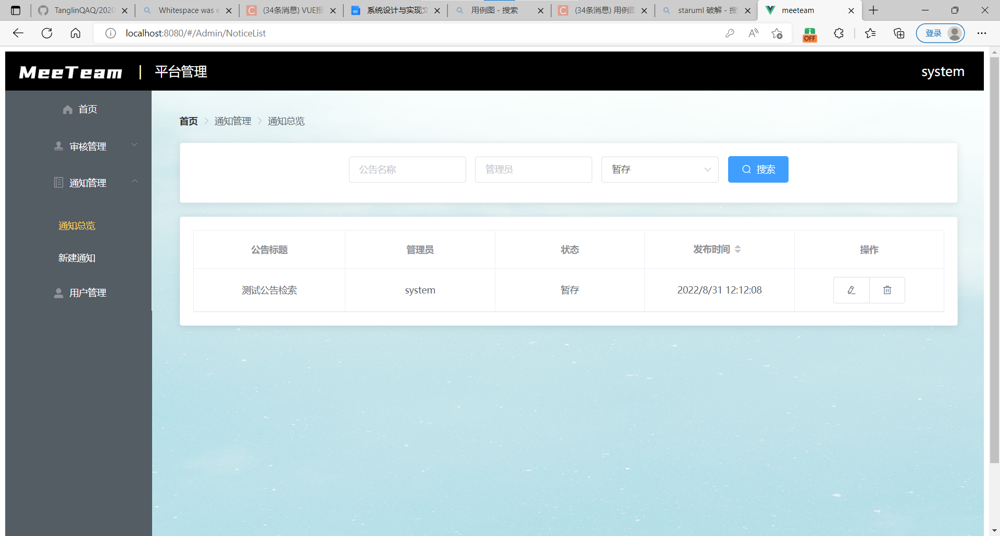 TanglinQAQ/2020
Whitespace was e
(34条消息) VUE报
系统设计与实现文
用例图 - 搜索
(34条消息) 用例图
staruml 破解 - 搜
meeteam
localhost:8080/#/Admin/NoticeList
OFF
登录
MeeTeam | 平台管理
system
首页
审核管理
通知管理
通知总览
新建通知
用户管理
首页 > 通知管理 > 通知总览
公告名称
管理员
暂存
搜索
公告标题 管理员 状态 发布时间 操作
测试公告检索 system 暂存 2022/8/31 12:12:08